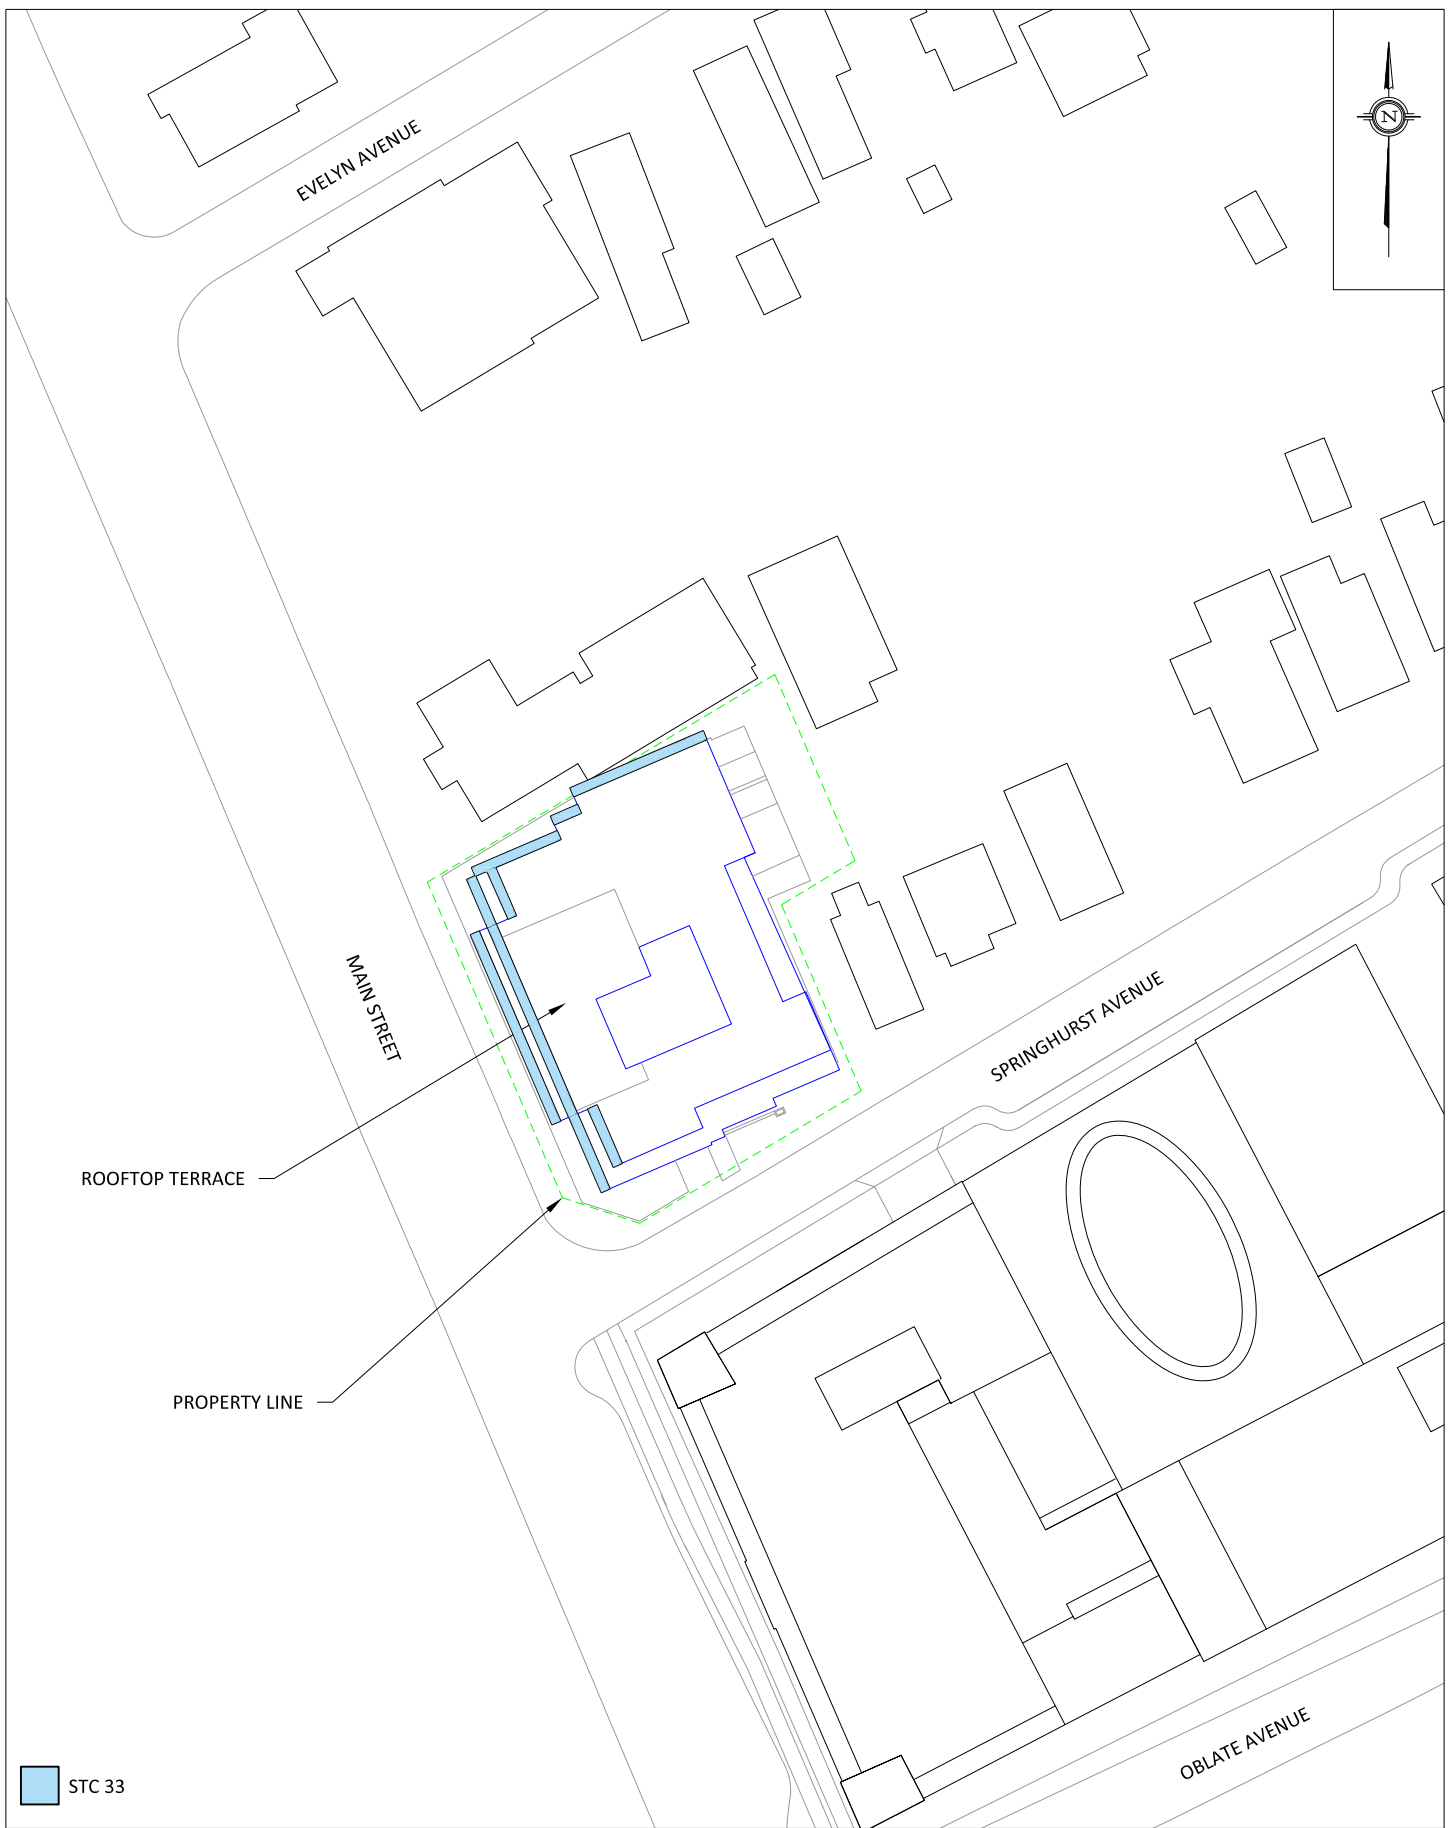 EVELYN AVENUE
N
MAIN STREET
SPRINGHURST AVENUE
ROOFTOP TERRACE
PROPERTY LINE
OBLATE AVENUE
STC 33